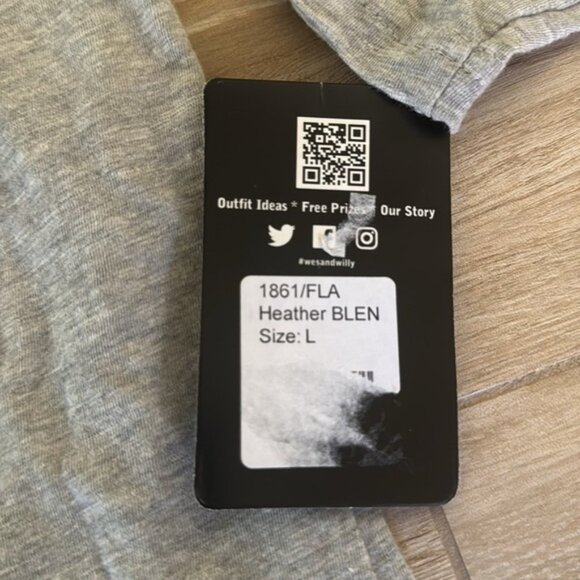 Outfit Ideas * Free Prizes * Our Story
#wesandwilly
1861/FLA
Heather BLEN
Size: L